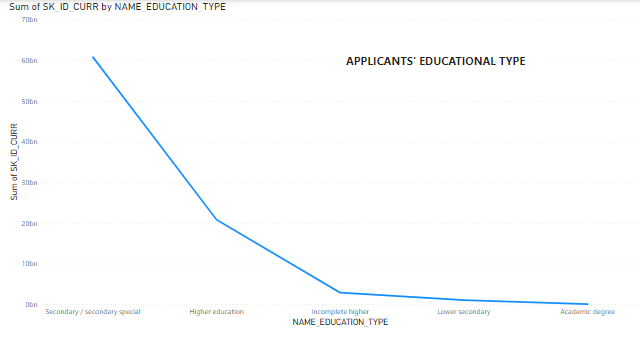 Sum of SK_ID_CURR by NAME_EDUCATION_TYPE
70bn
APPLICANTS' EDUCATIONAL TYPE
60bn
50bn
40bn
30bn
20bn
10bn
0bn
Sum of SK_ID_CURR
Secondary / secondary special Higher education Incomplete higher Lower secondary Academic degree
NAME_EDUCATION_TYPE